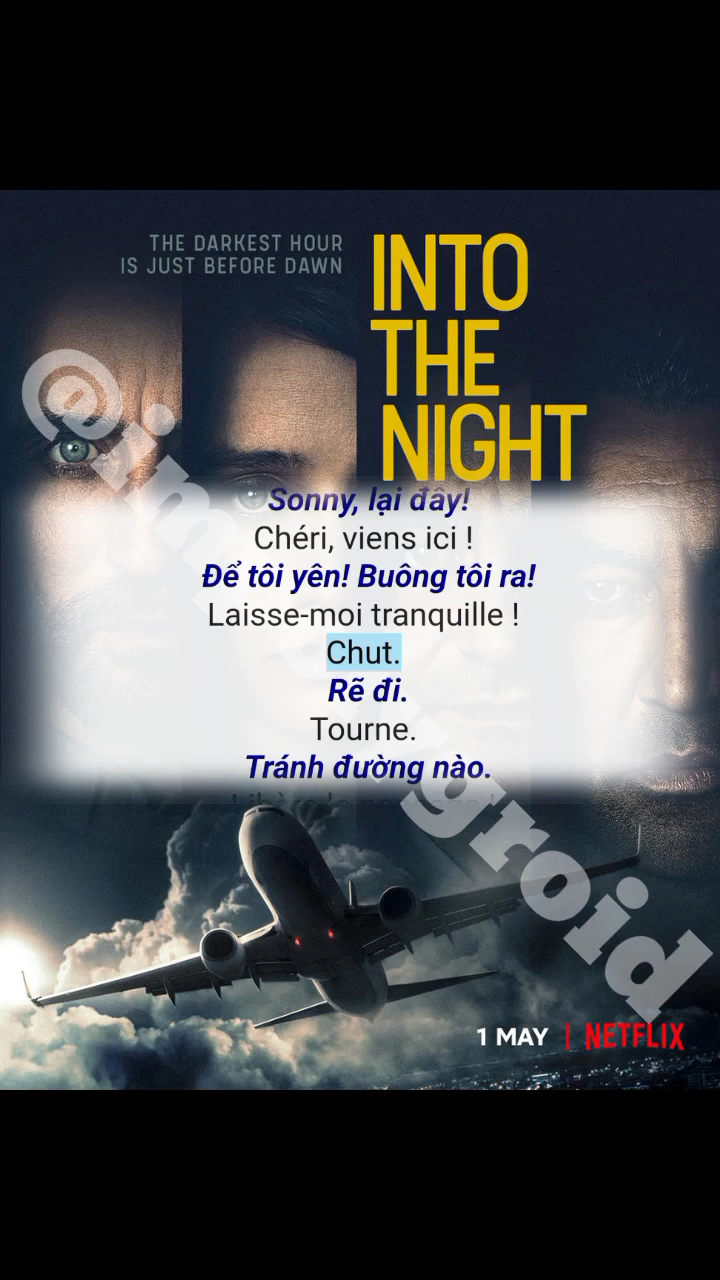 THE DARKEST HOUR
IS JUST BEFORE DAWN
INTO
THE
NIGHT
Sonny, lại đây!
Chéri, viens ici !
Để tôi yên! Buông tôi ra!
Laisse-moi tranquille !
Chut.
Rẽ đi.
Tourne.
Tránh đường nào.
1 MAY | NETFLIX